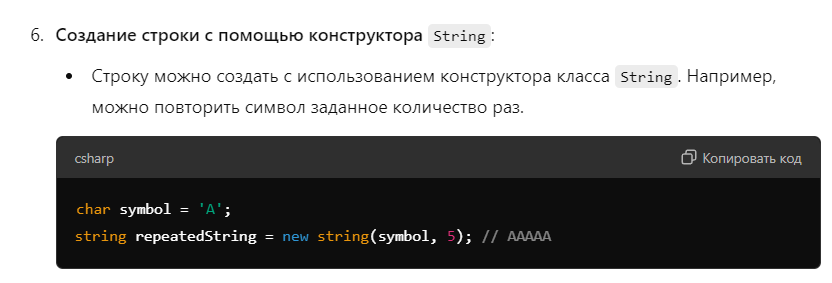 6. Создание строки с помощью конструктора String:
• Строку можно создать с использованием конструктора класса String. Например,
можно повторить символ заданное количество раз.
csharp Копировать код
char symbol = 'A';
string repeatedString = new string(symbol, 5); // AAAAA